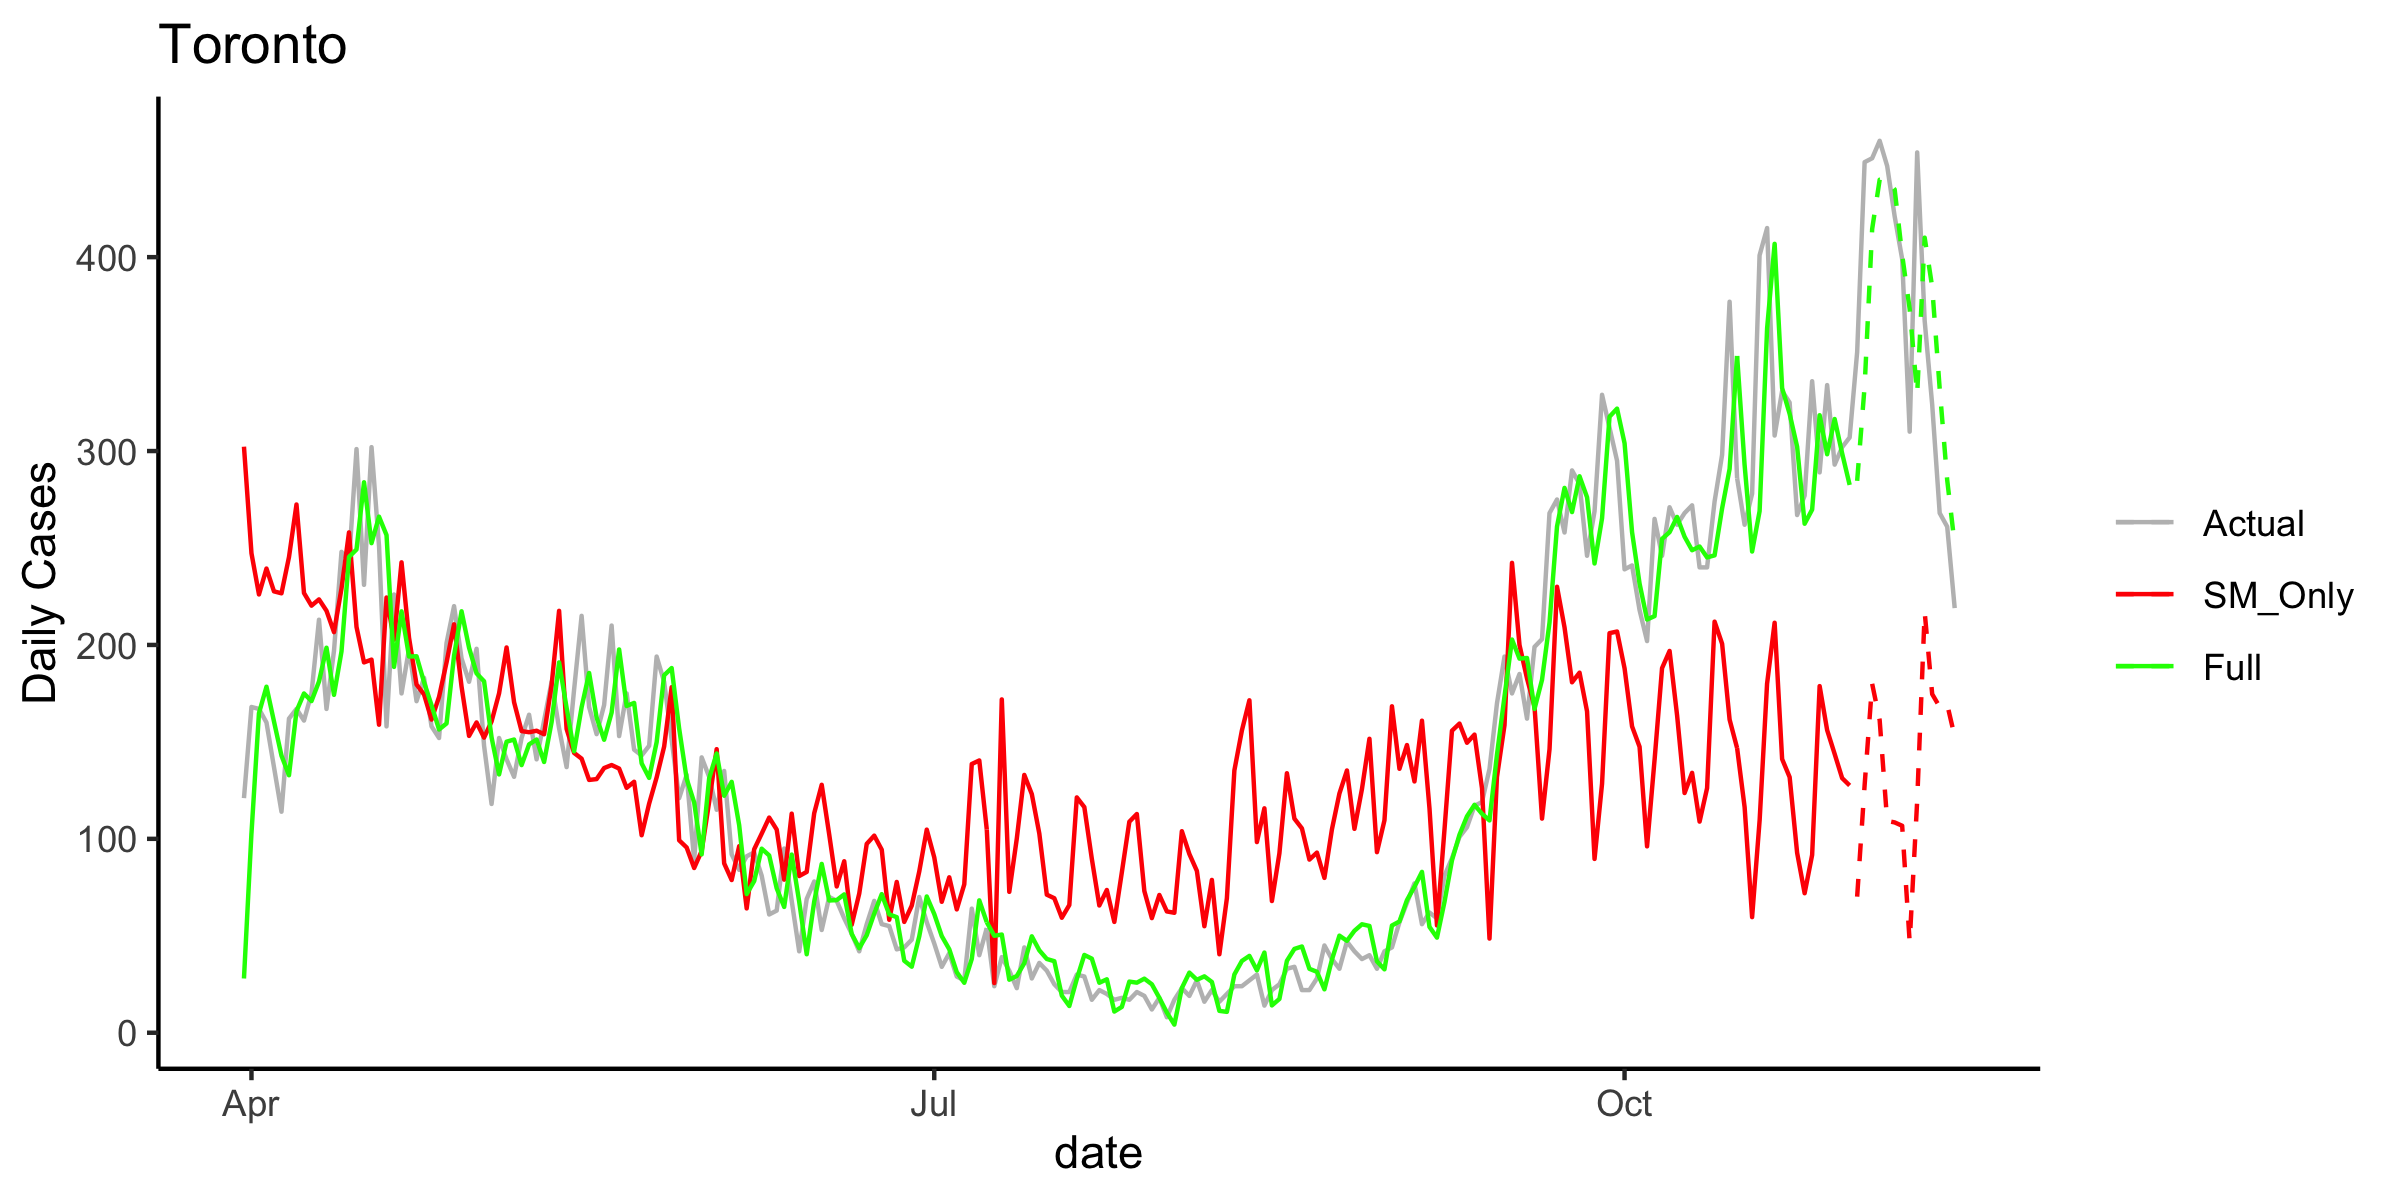 Toronto
Daily Cases
400
300
200
100
0
Apr
Jul
Oct
date
Actual
SM_Only
Full